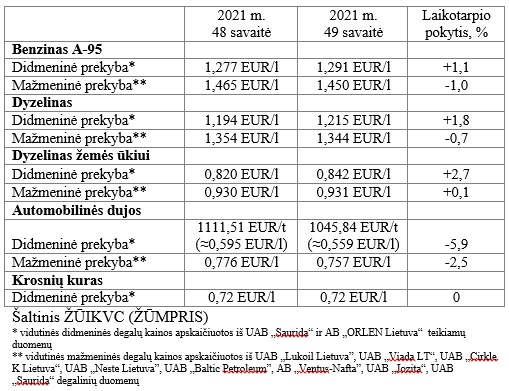 2021 m. 48 savaitė 2021 m. 49 savaitė Laikotarpio pokytis, %
Benzinas A-95
Didmeninė prekyba* 1,277 EUR/l 1,291 EUR/l +1,1
Mažmeninė prekyba** 1,465 EUR/l 1,450 EUR/l -1,0
Dyzelinas
Didmeninė prekyba* 1,194 EUR/l 1,215 EUR/l +1,8
Mažmeninė prekyba** 1,354 EUR/l 1,344 EUR/l -0,7
Dyzelinas žemės ūkiui
Didmeninė prekyba* 0,820 EUR/l 0,842 EUR/l +2,7
Mažmeninė prekyba** 0,930 EUR/l 0,931 EUR/l +0,1
Automobilinės dujos
Didmeninė prekyba* 1111,51 EUR/t (≈0,595 EUR/l) 1045,84 EUR/t (≈0,559 EUR/l) -5,9
Mažmeninė prekyba** 0,776 EUR/l 0,757 EUR/l -2,5
Krosnių kuras
Didmeninė prekyba* 0,72 EUR/l 0,72 EUR/l 0
Šaltinis ŽŪIKVC (ŽŪMPRIS)
* vidutinės didmeninės degalų kainos apskaičiuotos iš UAB „Saurida“ ir AB „ORLEN Lietuva“ teikiamų
duomenų
** vidutinės mažmeninės degalų kainos apskaičiuotos iš UAB „Lukoil Lietuva”, UAB „Viada LT“, UAB „Cirkle
K Lietuva“, UAB „Neste Lietuva”, UAB „Baltic Petroleum”, AB „Ventus-Nafta”, UAB „Jozita”, UAB
„Saurida“ degalinių duomenų